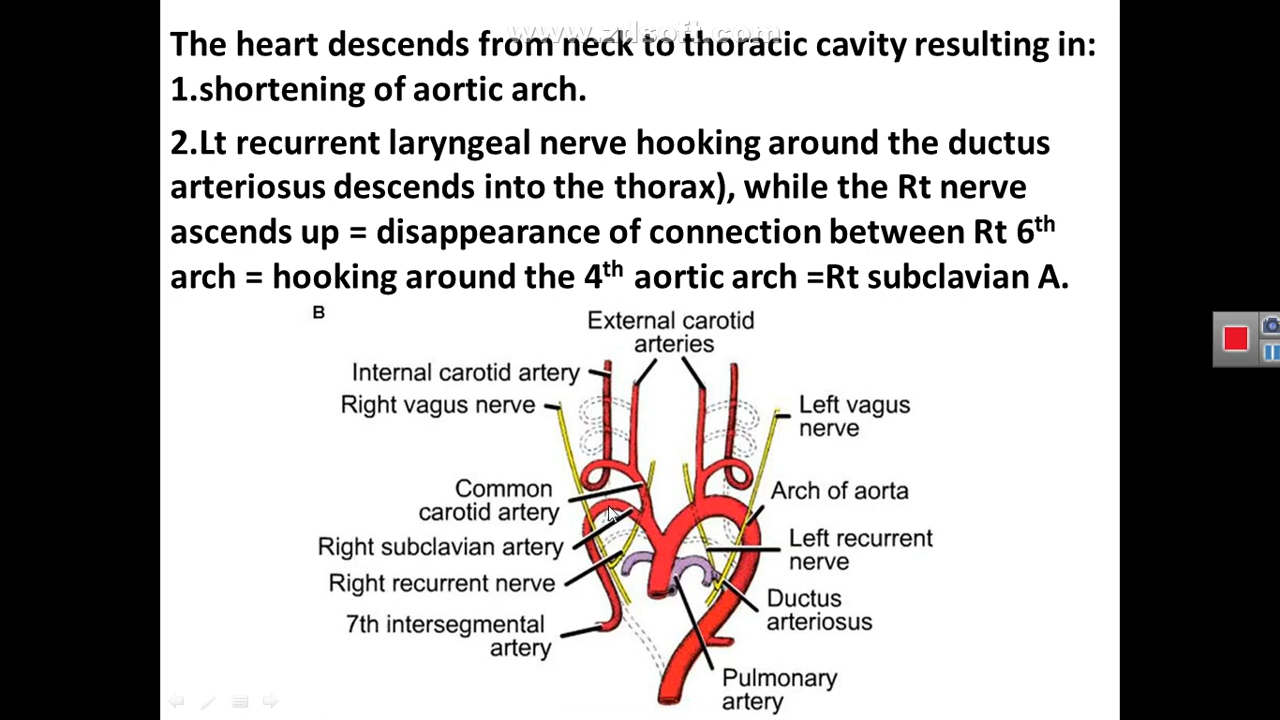 www.zdsoft.com
The heart descends from neck to thoracic cavity resulting in:
1.shortening of aortic arch.
2.Lt recurrent laryngeal nerve hooking around the ductus
arteriosus descends into the thorax), while the Rt nerve
ascends up = disappearance of connection between Rt 6th
arch = hooking around the 4th aortic arch =Rt subclavian A.
B
External carotid
arteries
Internal carotid artery
Right vagus nerve
Left vagus
nerve
Common
carotid artery
Arch of aorta
Right subclavian artery
Left recurrent
nerve
Right recurrent nerve
Ductus
arteriosus
7th intersegmental
artery
Pulmonary
artery